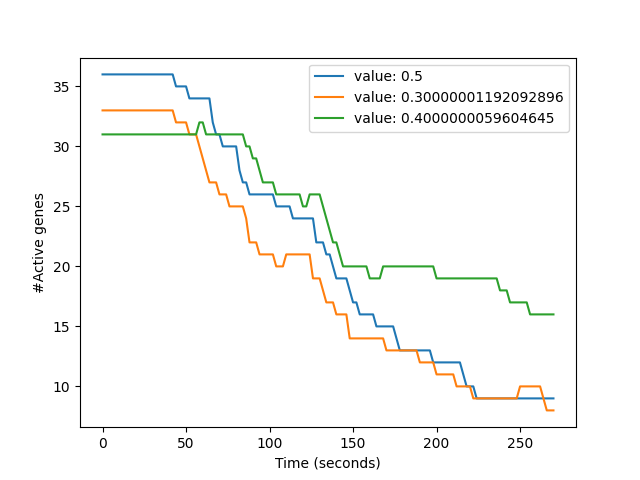 value: 0.5
value: 0.30000001192092896
value: 0.4000000059604645
#Active genes
35
30
25
20
15
10
0 50 100 150 200 250
Time (seconds)